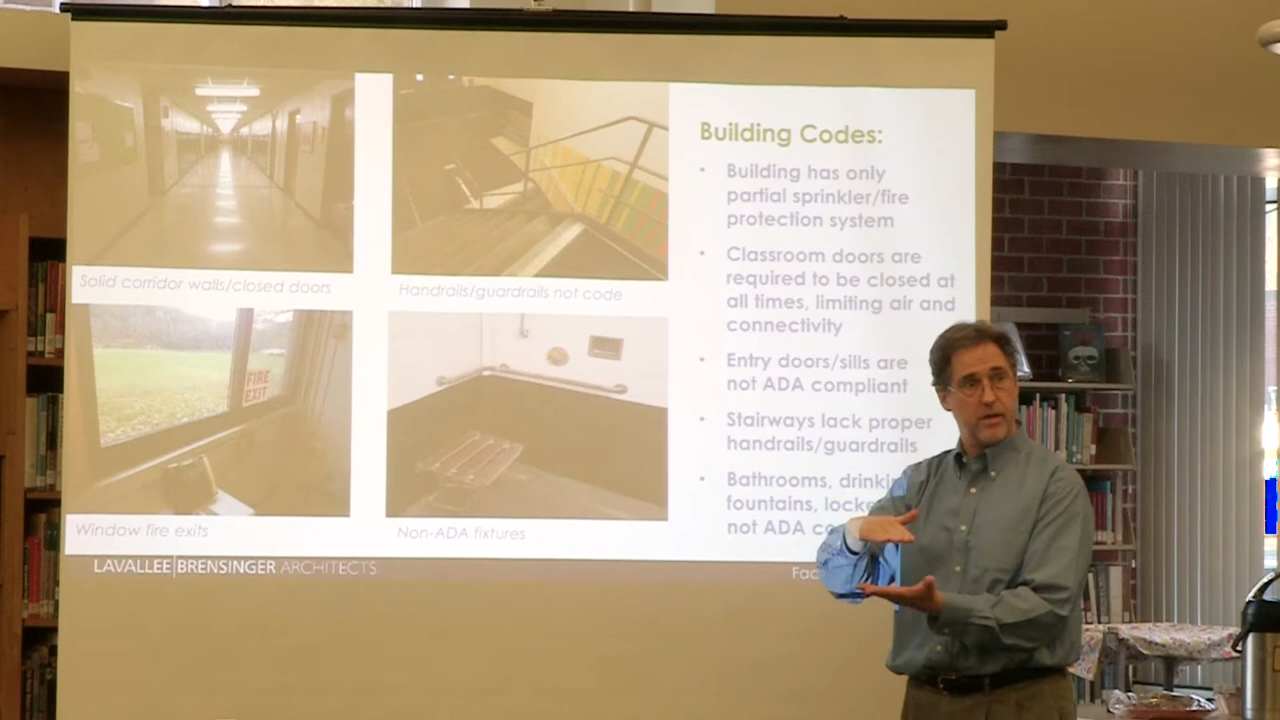 Building Codes:
• Building has only
partial sprinkler/fire
protection system
• Classroom doors are
required to be closed at
all times, limiting air and
connectivity
• Entry doors/sills are
not ADA compliant
• Stairways lack proper
handrails/guardrails
• Bathrooms,
fountains,
not ADA
Solid corridor walls/closed doors
Handrails/guardrails not code
FIRE
EXIT
Window fire exits
Non-ADA fixtures
LAVALLEE|BRENSINGER ARCHITECTS